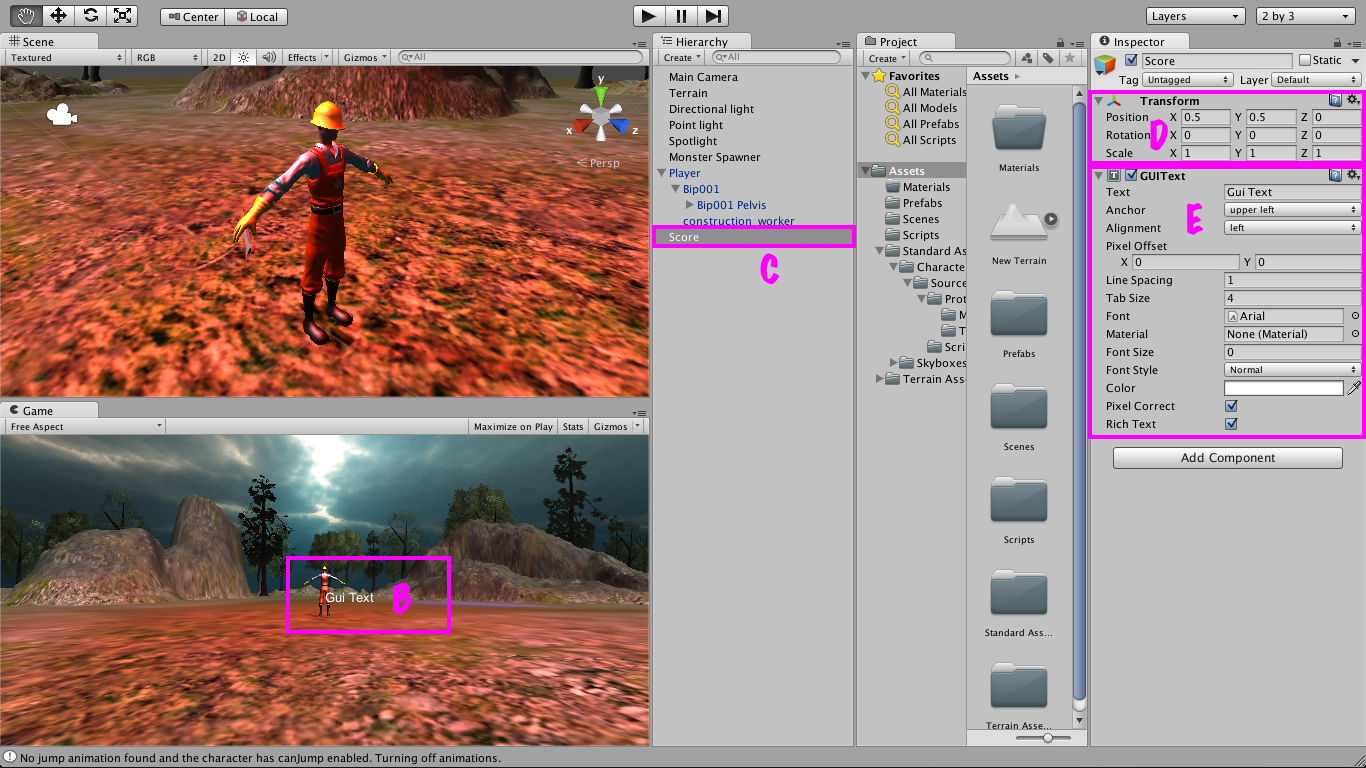 Center Local
Layers
2 by 3
Scene
Textured RGB 2D Effects Gizmos All
y
x z
Persp
Game
Free Aspect Maximize on Play Stats Gizmos
Gui Text B
Hierarchy
Create All
Main Camera
Terrain
Directional light
Point light
Spotlight
Monster Spawner
Player
Bip001
Bip001 Pelvis
construction_worker
Score
C
Project
Create
Favorites
All Materials
All Models
All Prefabs
All Scripts
Assets
Materials
Prefabs
Scenes
Scripts
Standard As
Characte
Source
Prot
M
T
Scri
Skyboxes
Terrain Ass
Assets
Materials
New Terrain
Prefabs
Scenes
Scripts
Standard Ass...
Terrain Asse...
Inspector
Score Static
Tag Untagged Layer Default
Transform
Position X 0.5 Y 0.5 Z 0
Rotation X 0 Y 0 Z 0
Scale X 1 Y 1 Z 1
D
GUIText
Text Gui Text
Anchor upper left
Alignment left
E
Pixel Offset
X 0 Y 0
Line Spacing 1
Tab Size 4
Font Arial
Material None (Material)
Font Size 0
Font Style Normal
Color
Pixel Correct
Rich Text
Add Component
No jump animation found and the character has canJump enabled. Turning off animations.